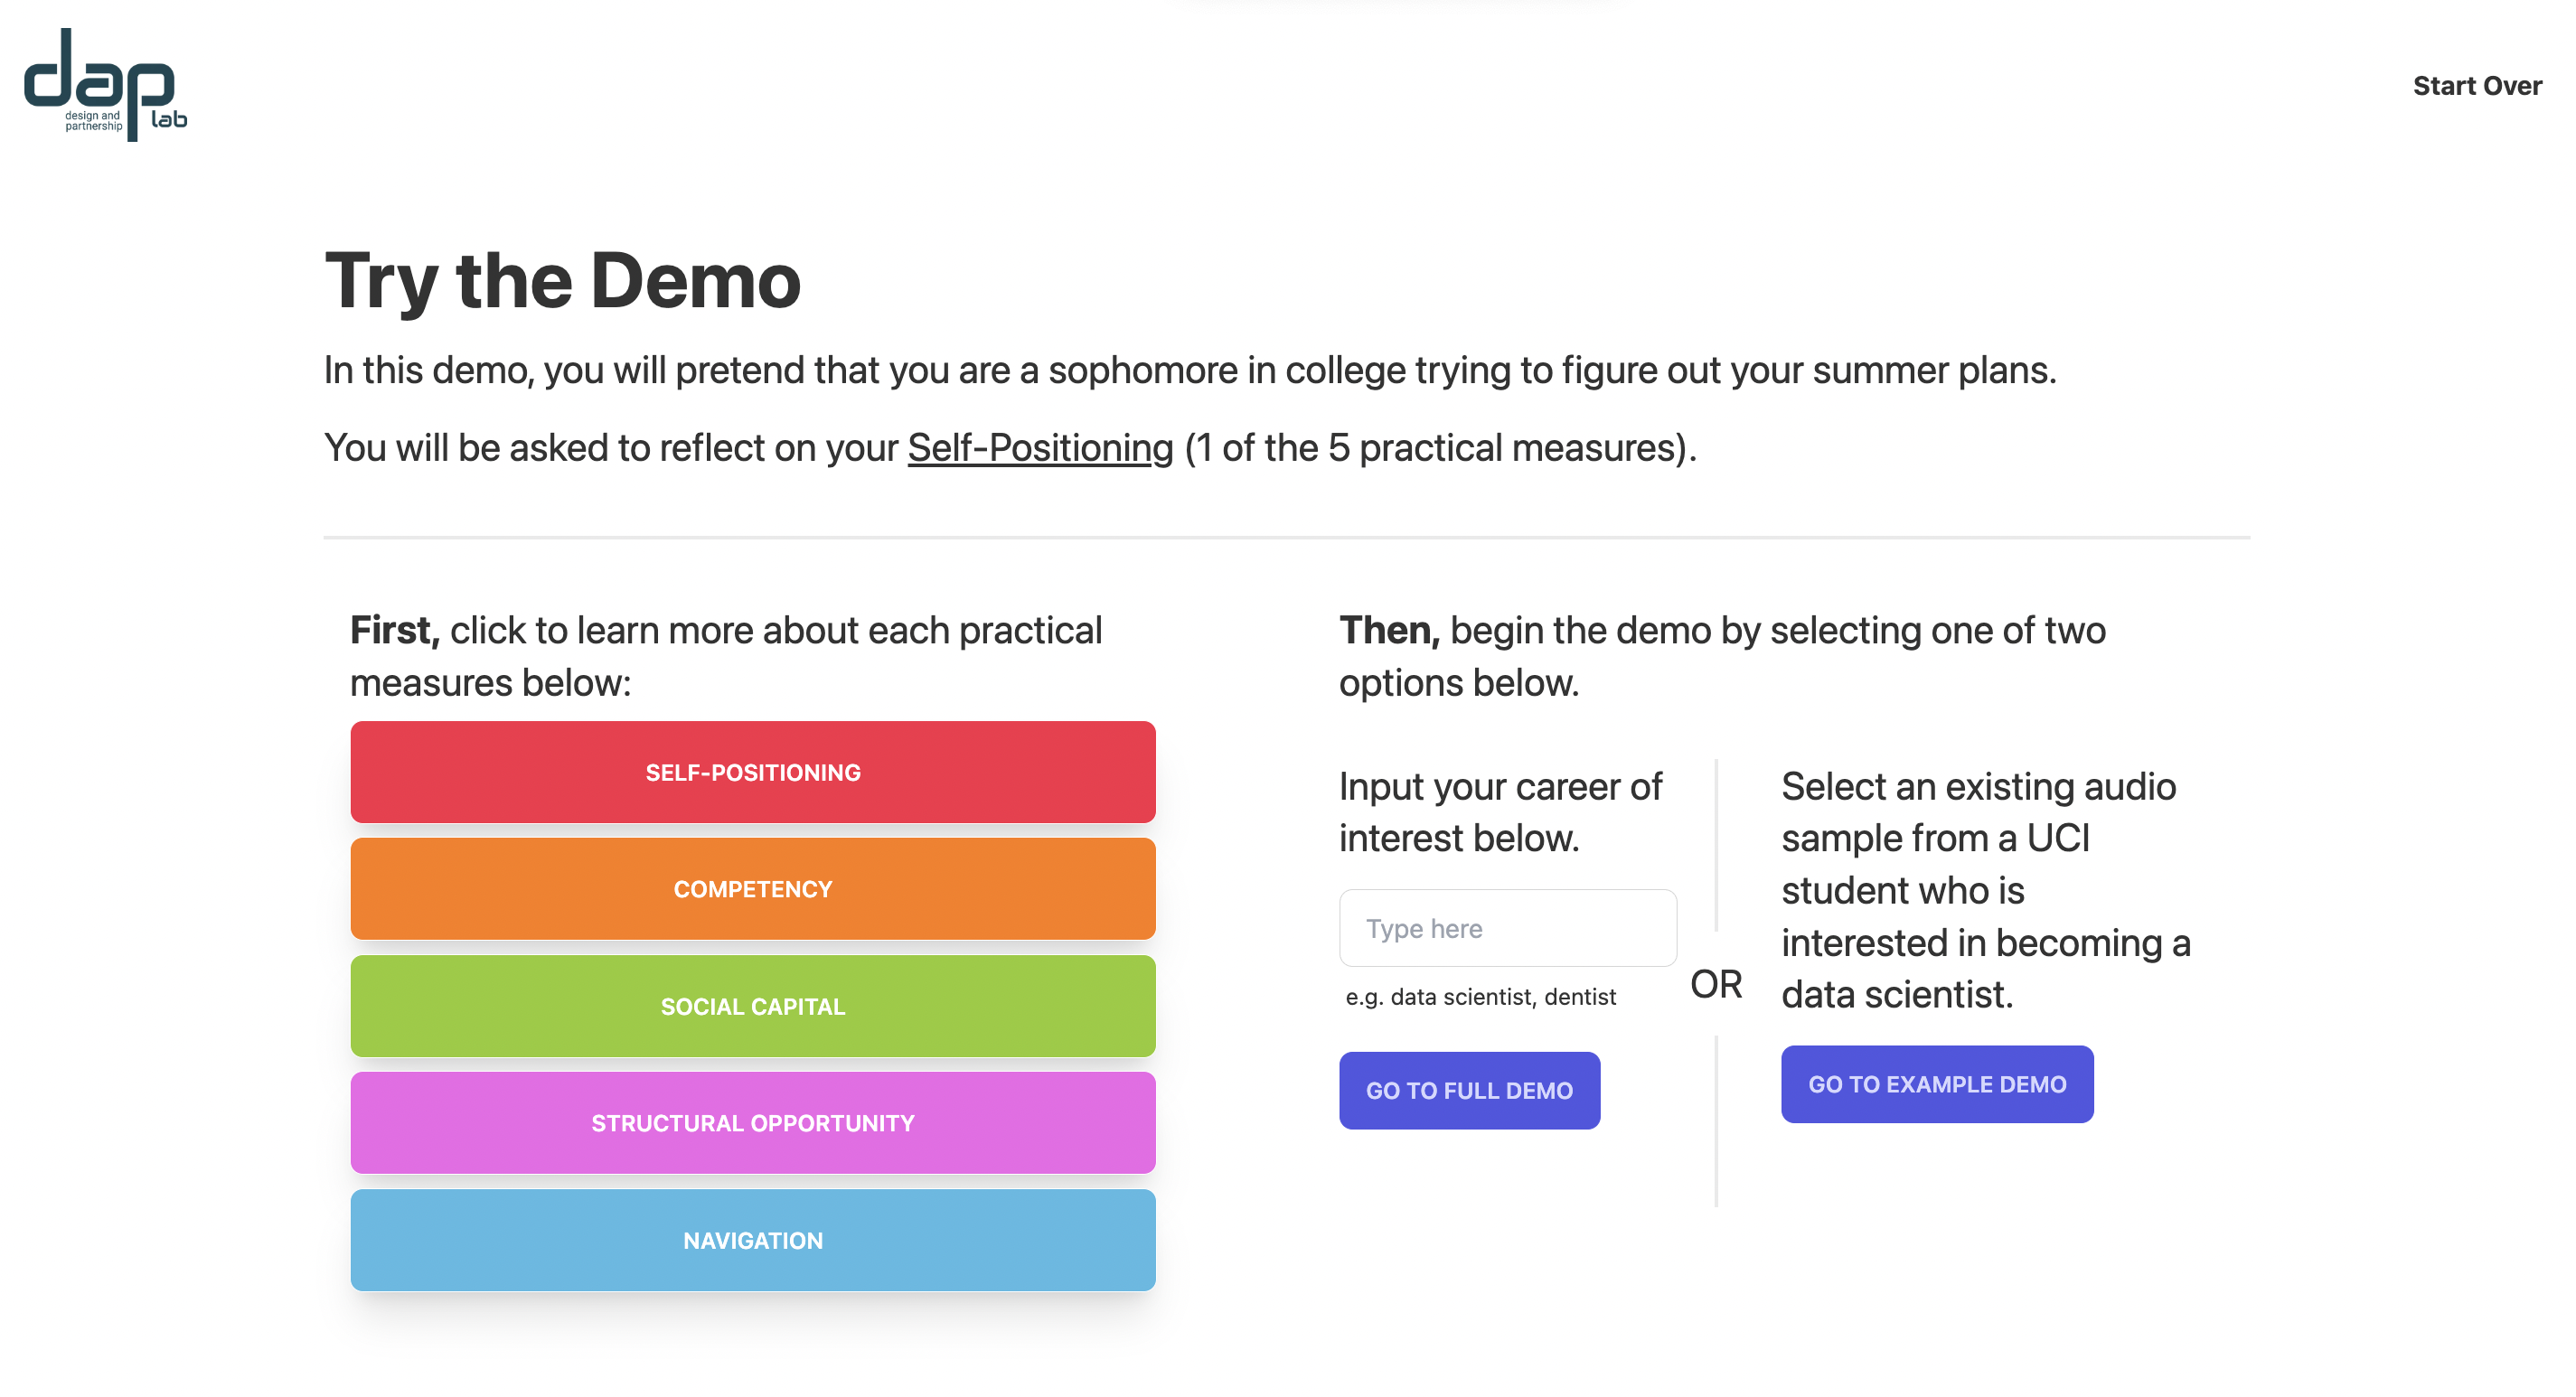 dap
design and
partnership
lab
Start Over
Try the Demo
In this demo, you will pretend that you are a sophomore in college trying to figure out your summer plans.
You will be asked to reflect on your Self-Positioning (1 of the 5 practical measures).
First, click to learn more about each practical
measures below:
SELF-POSITIONING
COMPETENCY
SOCIAL CAPITAL
STRUCTURAL OPPORTUNITY
NAVIGATION
Then, begin the demo by selecting one of two
options below.
Input your career of
interest below.
Type here
e.g. data scientist, dentist
GO TO FULL DEMO
OR
Select an existing audio
sample from a UCI
student who is
interested in becoming a
data scientist.
GO TO EXAMPLE DEMO